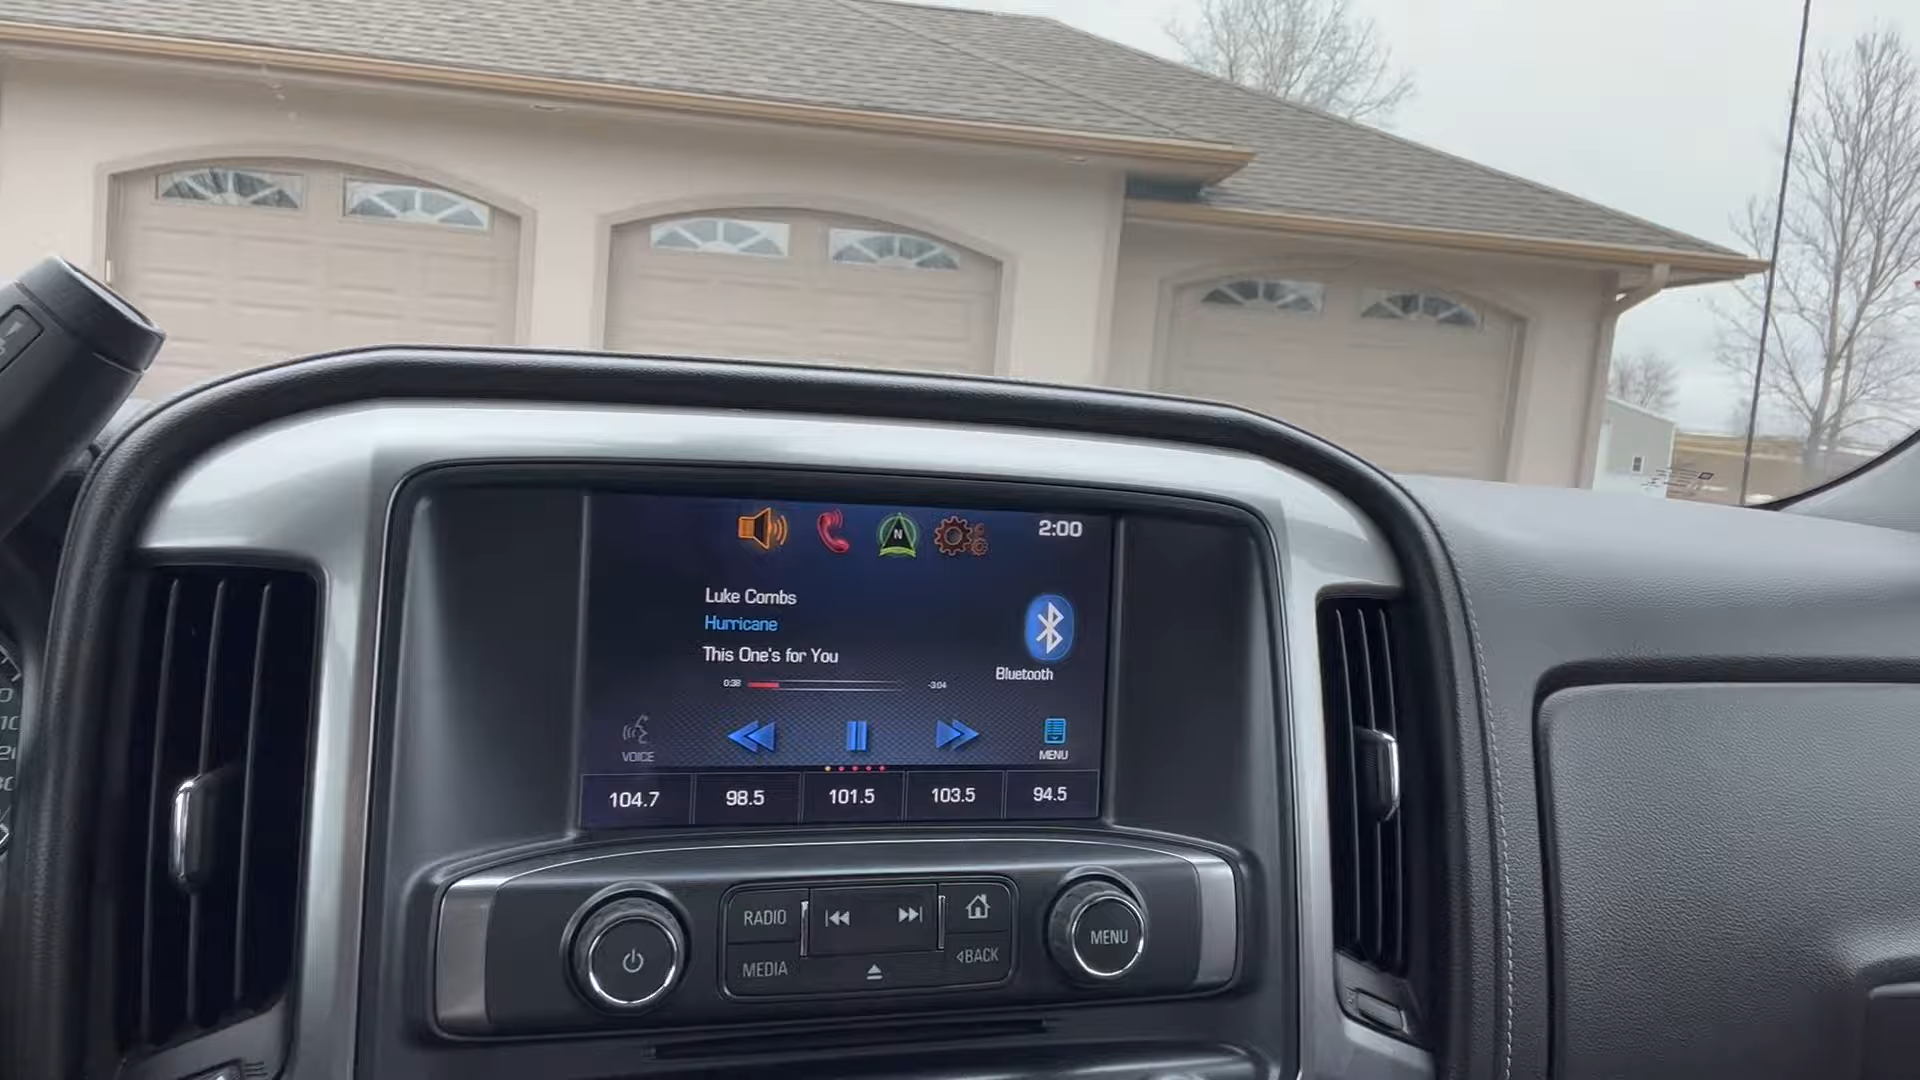 2:00
N
Luke Combs
Hurricane
This One's for You
0:38
-3:04
Bluetooth
VOICE
MENU
104.7
98.5
101.5
103.5
94.5
RADIO
MEDIA
BACK
MENU